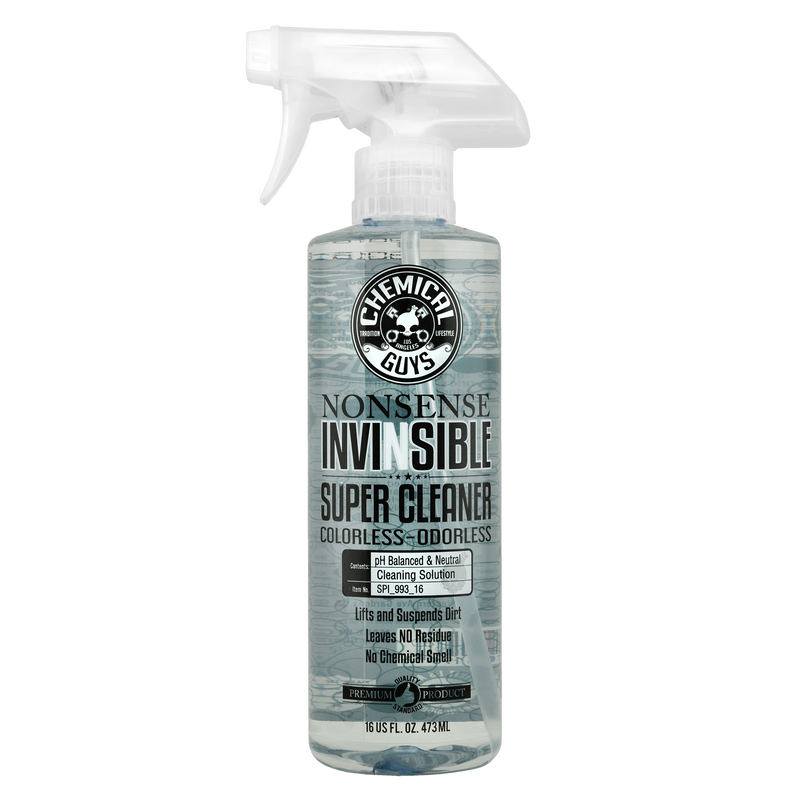 CHEMICAL
TRADITION LIFESTYLE
LOS
ANGELES
GUYS
NONSENSE
INVINSIBLE
SUPER CLEANER
COLORLESS-ODORLESS
Contents: pH Balanced & Neutral
Cleaning Solution
Item No. SPI_993_16
Lifts and Suspends Dirt
Leaves NO Residue
No Chemical Smell
QUALITY
PREMIUM PRODUCT
STANDARD
16 US FL. OZ. 473 ML